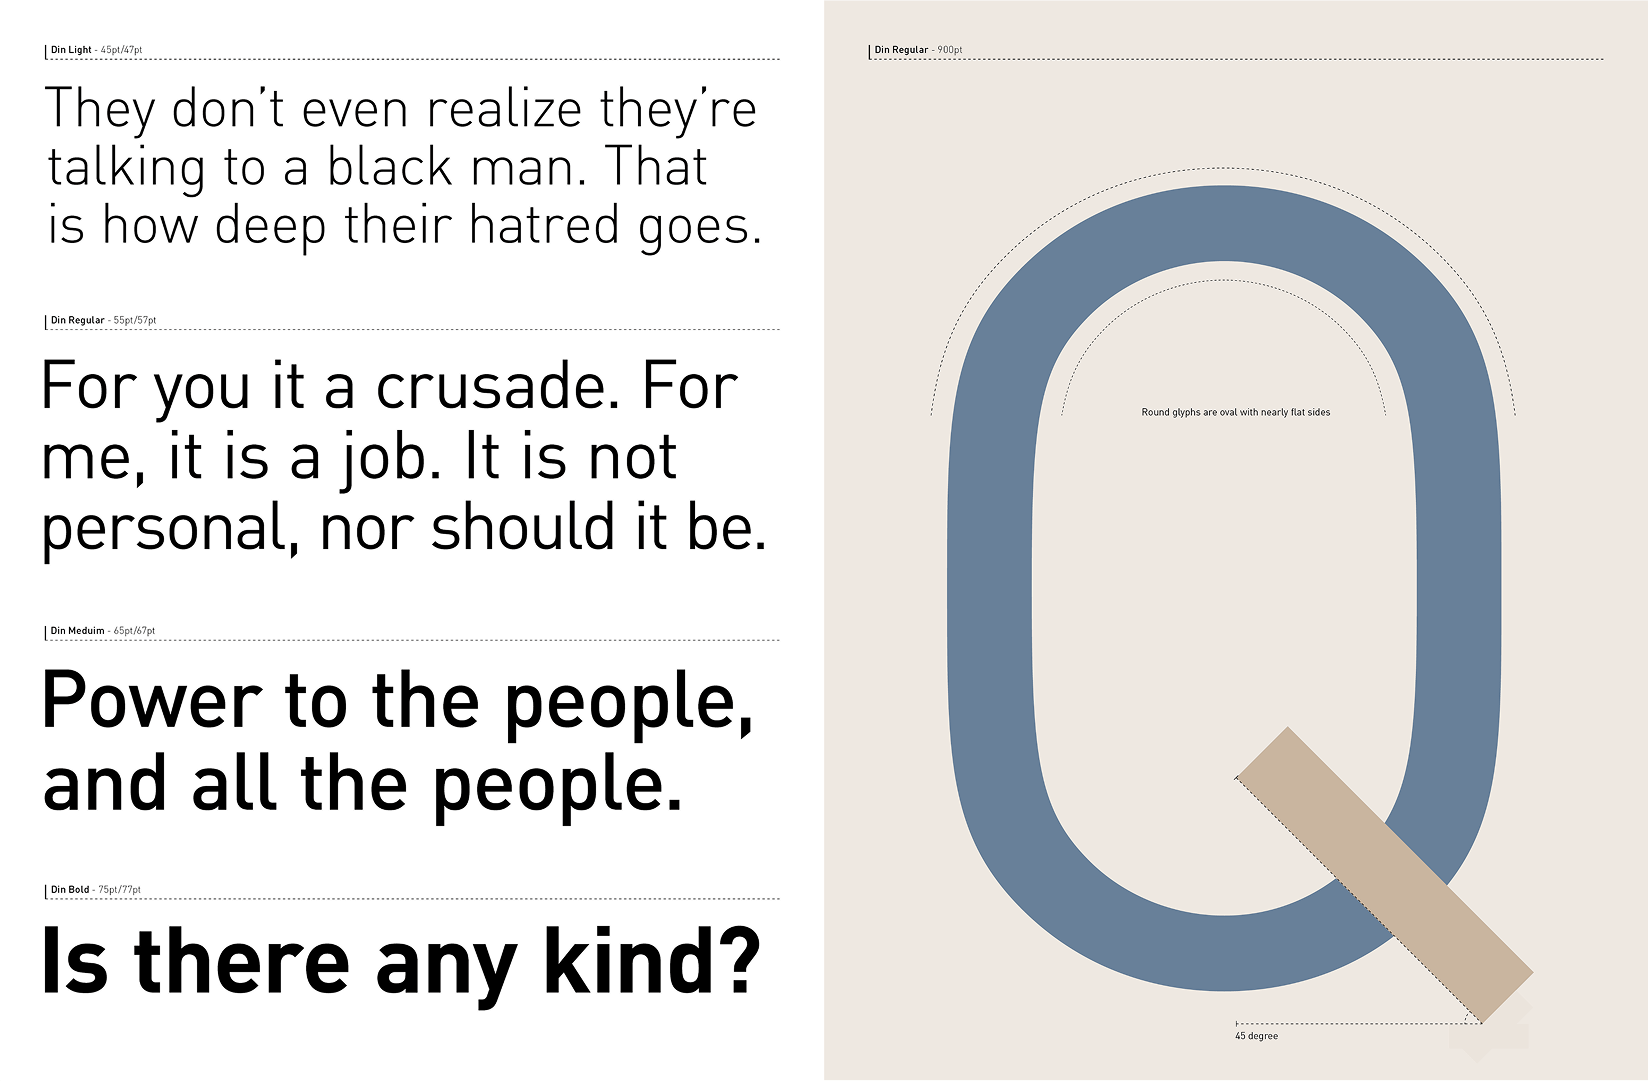 Din Light - 45pt/47pt
They don’t even realize they’re
talking to a black man. That
is how deep their hatred goes.
Din Regular - 55pt/57pt
For you it a crusade. For
me, it is a job. It is not
personal, nor should it be.
Din Meduim - 65pt/67pt
Power to the people,
and all the people.
Din Bold - 75pt/77pt
Is there any kind?
Din Regular - 900pt
Round glyphs are oval with nearly flat sides
Q
45 degree